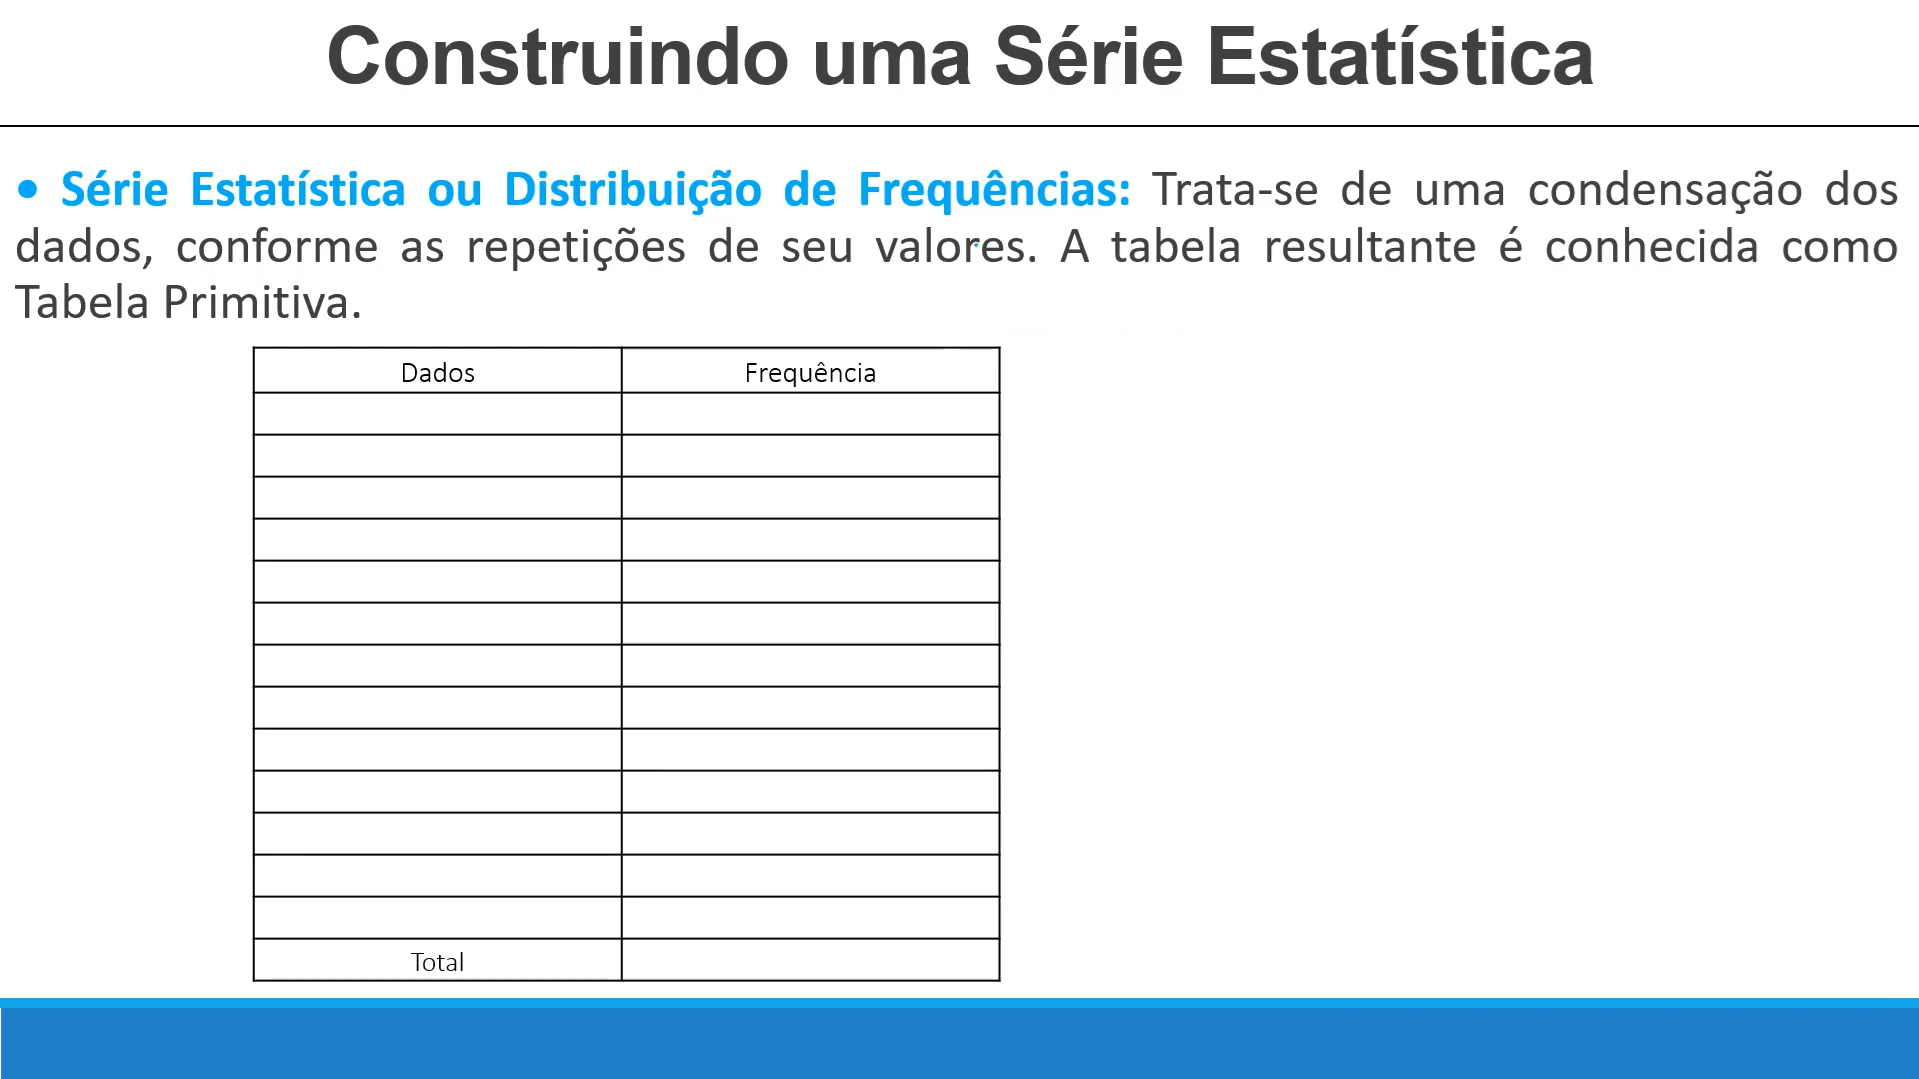 Construindo uma Série Estatística
• Série Estatística ou Distribuição de Frequências: Trata-se de uma condensação dos
dados, conforme as repetições de seu valores. A tabela resultante é conhecida como
Tabela Primitiva.
Dados Frequência
Total